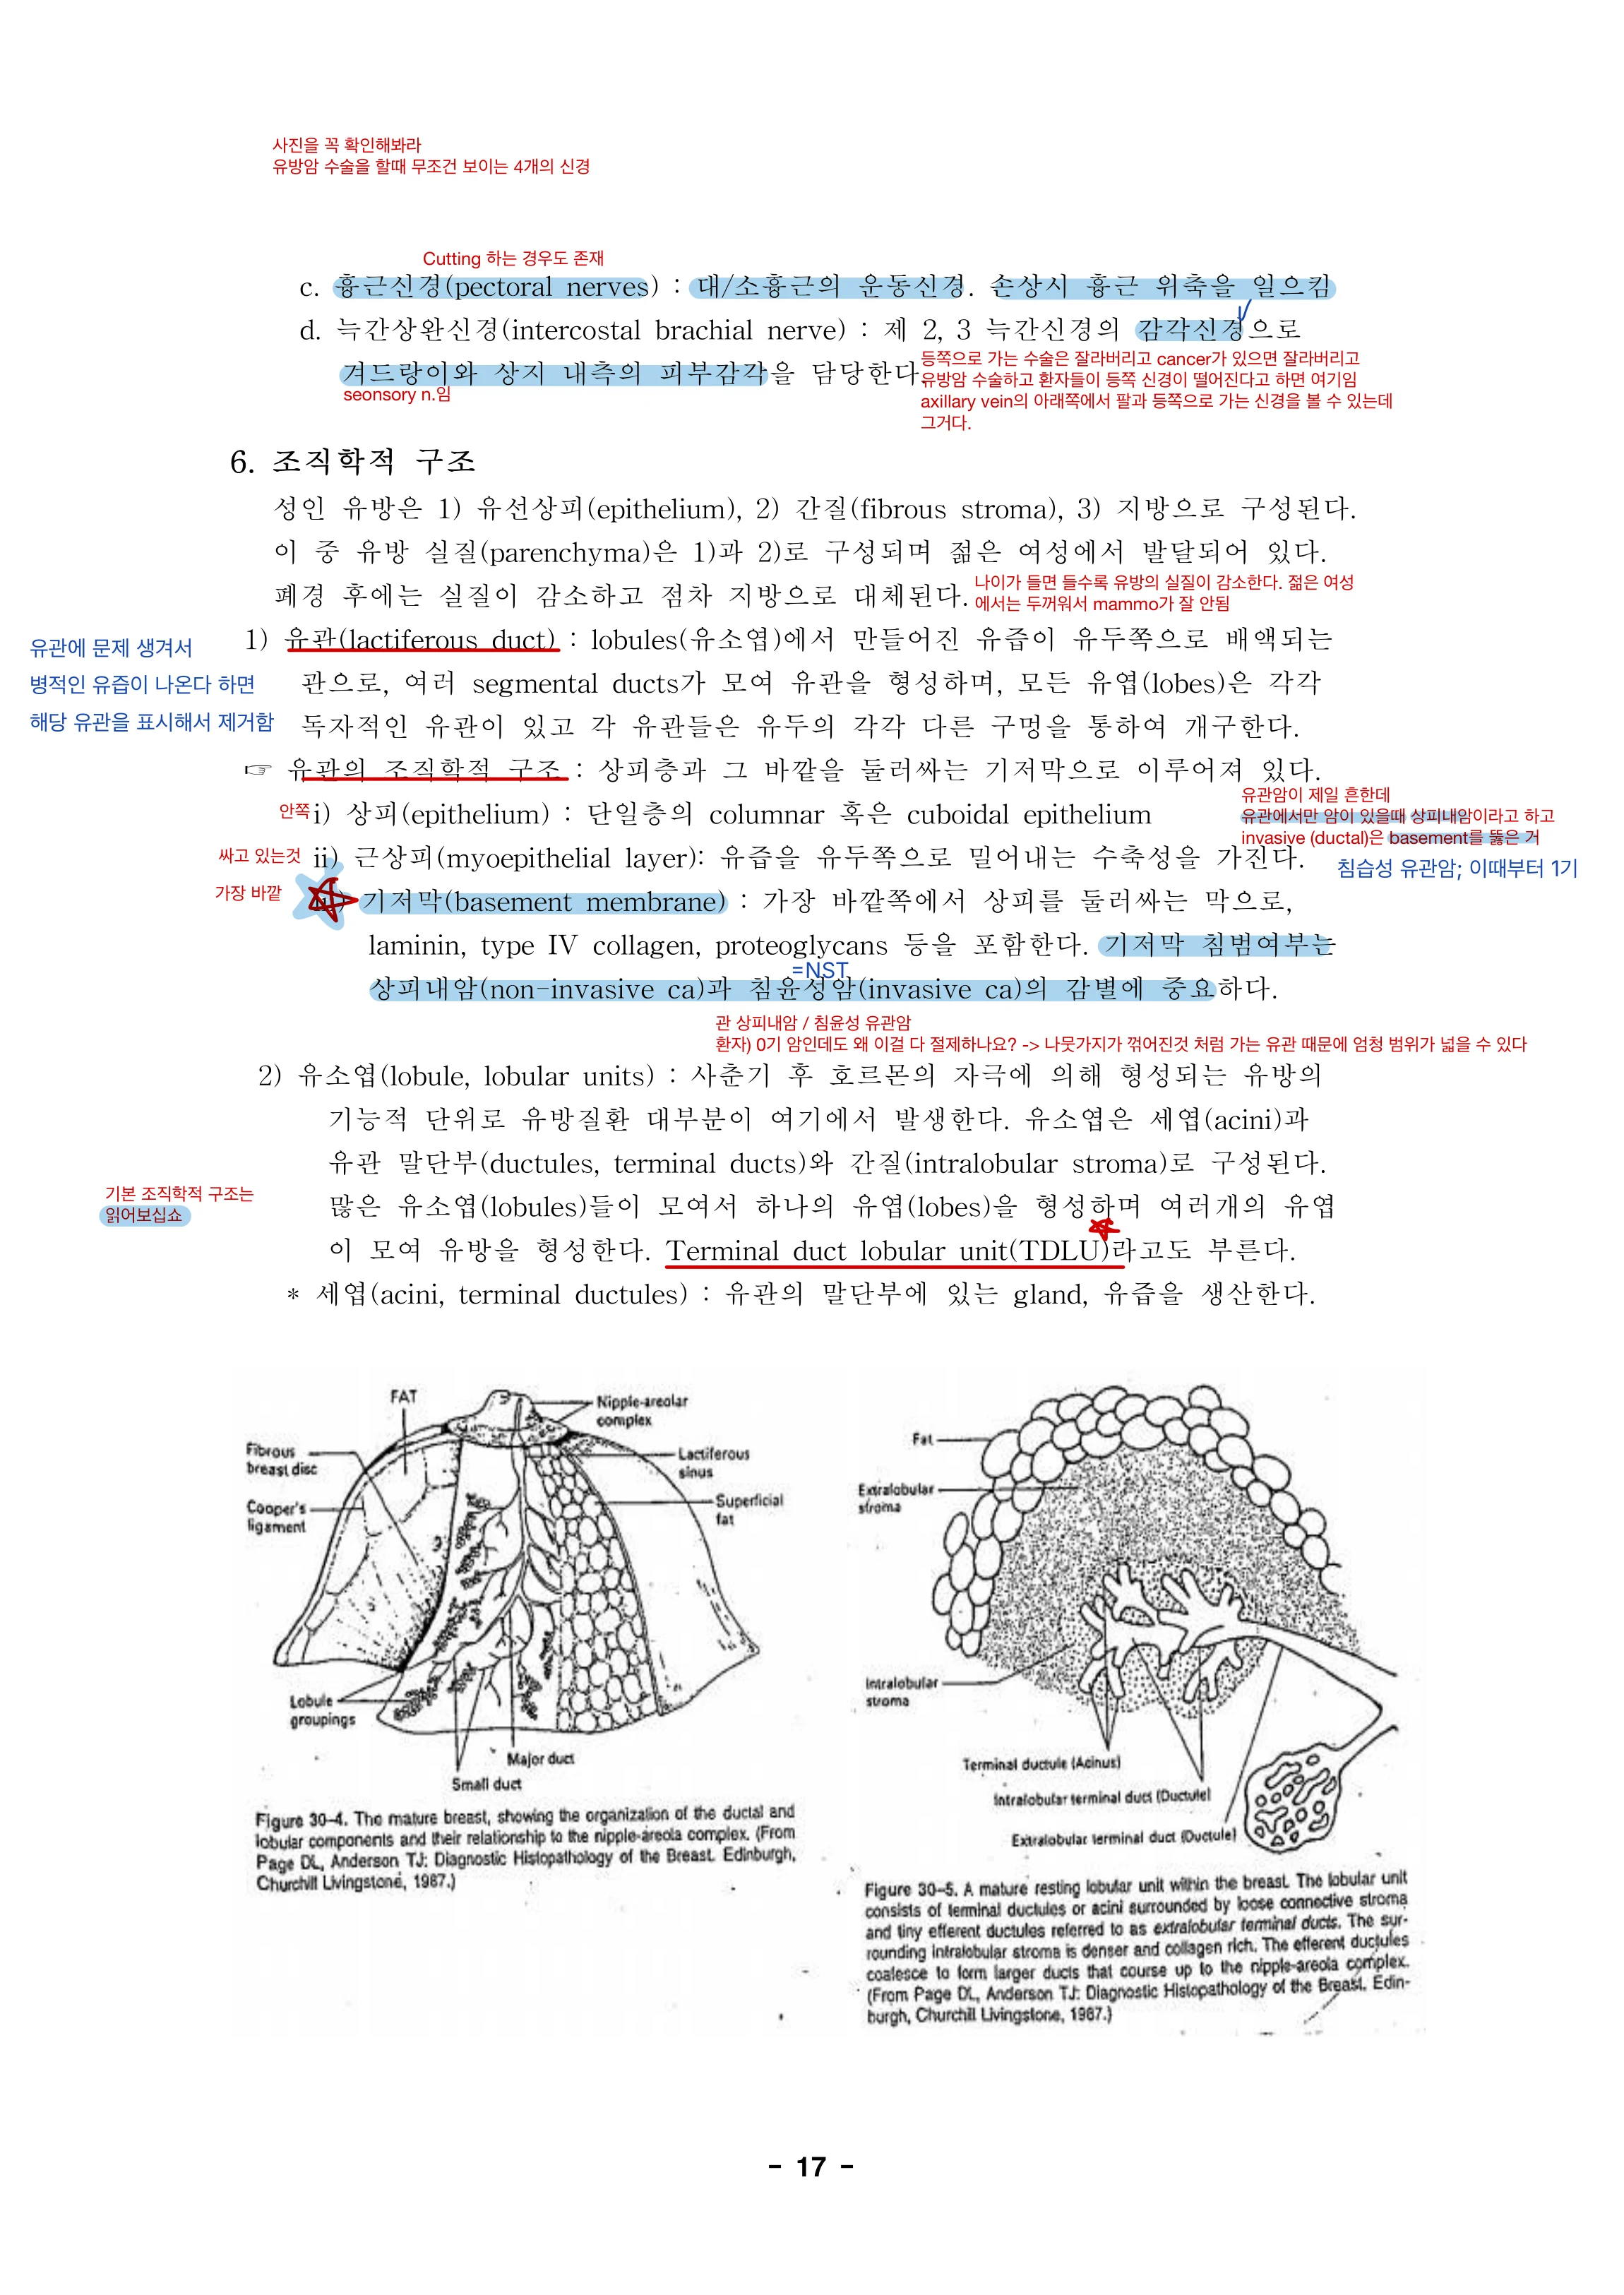 사진을 꼭 확인해봐라
유방암 수술을 할때 무조건 보이는 4개의 신경
Cutting 하는 경우도 존재
c. 흉근신경(pectoral nerves) : 대/소흉근의 운동신경. 손상시 흉근 위축을 일으킴
d. 늑간상완신경(intercostal brachial nerve) : 제 2, 3 늑간신경의 감각신경으로
겨드랑이와 상지 내측의 피부감각을 담당한다.
seonsory n.임
등쪽으로 가는 수술은 잘라버리고 cancer가 있으면 잘라버리고
유방암 수술하고 환자들이 등쪽 신경이 떨어진다고 하면 여기임
axillary vein의 아래쪽에서 팔과 등쪽으로 가는 신경을 볼 수 있는데
그거다.
6. 조직학적 구조
성인 유방은 1) 유선상피(epithelium), 2) 간질(fibrous stroma), 3) 지방으로 구성된다.
이 중 유방 실질(parenchyma)은 1)과 2)로 구성되며 젊은 여성에서 발달되어 있다.
폐경 후에는 실질이 감소하고 점차 지방으로 대체된다.
나이가 들면 들수록 유방의 실질이 감소한다. 젊은 여성
에서는 두꺼워서 mammo가 잘 안됨
1) 유관(lactiferous duct) : lobules(유소엽)에서 만들어진 유즙이 유두쪽으로 배액되는
관으로, 여러 segmental ducts가 모여 유관을 형성하며, 모든 유엽(lobes)은 각각
독자적인 유관이 있고 각 유관들은 유두의 각각 다른 구멍을 통하여 개구한다.
유관에 문제 생겨서
병적인 유즙이 나온다 하면
해당 유관을 표시해서 제거함
☞ 유관의 조직학적 구조 : 상피층과 그 바깥을 둘러싸는 기저막으로 이루어져 있다.
안쪽 i) 상피(epithelium) : 단일층의 columnar 혹은 cuboidal epithelium
유관암이 제일 흔한데
유관에서만 암이 있을때 상피내암이라고 하고
invasive (ductal)은 basement를 뚫은 거
침습성 유관암; 이때부터 1기
싸고 있는것 ii) 근상피(myoepithelial layer): 유즙을 유두쪽으로 밀어내는 수축성을 가진다.
가장 바깥 기저막(basement membrane) : 가장 바깥쪽에서 상피를 둘러싸는 막으로,
laminin, type IV collagen, proteoglycans 등을 포함한다. 기저막 침범여부는
=NST
상피내암(non-invasive ca)과 침윤성암(invasive ca)의 감별에 중요하다.
관 상피내암 / 침윤성 유관암
환자) 0기 암인데도 왜 이걸 다 절제하나요? -> 나뭇가지가 꺾어진것 처럼 가는 유관 때문에 엄청 범위가 넓을 수 있다
2) 유소엽(lobule, lobular units) : 사춘기 후 호르몬의 자극에 의해 형성되는 유방의
기능적 단위로 유방질환 대부분이 여기에서 발생한다. 유소엽은 세엽(acini)과
유관 말단부(ductules, terminal ducts)와 간질(intralobular stroma)로 구성된다.
많은 유소엽(lobules)들이 모여서 하나의 유엽(lobes)을 형성하며 여러개의 유엽
이 모여 유방을 형성한다. Terminal duct lobular unit(TDLU)라고도 부른다.
기본 조직학적 구조는
읽어보십쇼
* 세엽(acini, terminal ductules) : 유관의 말단부에 있는 gland, 유즙을 생산한다.
FAT
Nipple-areolar
complex
Fibrous
breast disc
Lactiferous
sinus
Cooper's
ligament
Superficial
fat
Lobule
groupings
Major duct
Small duct
Figure 30-4. The mature breast, showing the organization of the ductal and
lobular components and their relationship to the nipple-areola complex. (From
Page DL, Anderson TJ: Diagnostic Histopathology of the Breast. Edinburgh,
Churchill Livingstone, 1987.)
Fat
Extralobular
stroma
Intralobular
stroma
Terminal ductule (Acinus)
Intralobular terminal duct (Ductule)
Extralobular terminal duct (Ductule)
Figure 30-5. A mature resting lobular unit within the breast. The lobular unit
consists of terminal ductules or acini surrounded by loose connective stroma
and tiny efferent ductules referred to as extralobular terminal ducts. The sur-
rounding intralobular stroma is denser and collagen rich. The efferent ductules
coalesce to form larger ducts that course up to the nipple-areola complex.
(From Page DL, Anderson TJ: Diagnostic Histopathology of the Breast. Edin-
burgh, Churchill Livingstone, 1987.)
- 17 -